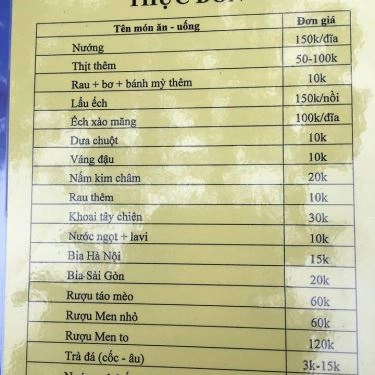 THỰC ĐƠN
Tên món ăn - uống Đơn giá
Nướng 150k/đĩa
Thịt thêm 50-100k
Rau + bơ + bánh mỳ thêm 10k
Lẩu ếch 150k/nồi
Ếch xào măng 100k/đĩa
Dưa chuột 10k
Váng đậu 10k
Nấm kim châm 20k
Rau thêm 10k
Khoai tây chiên 30k
Nước ngọt + lavi 10k
Bia Hà Nội 15k
Bia Sài Gòn 20k
Rượu táo mèo 60k
Rượu Men nhỏ 60k
Rượu Men to 120k
Trà đá (cốc - âu) 3k-15k